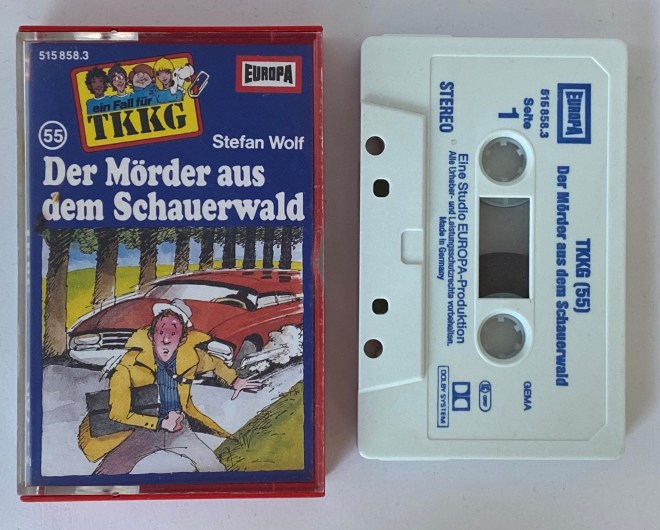 515 858.3
ein Fall für
TKKG
EUROPA
55
Stefan Wolf
Der Mörder aus
dem Schauerwald
EUROPA
515 858.3
Seite
1
STEREO
TKKG (55)
Der Mörder aus dem Schauerwald
Eine Studio EUROPA-Produktion
Alle Urheber- und Leistungsschutzrechte vorbehalten.
Made in Germany
GEMA
DOLBY SYSTEM